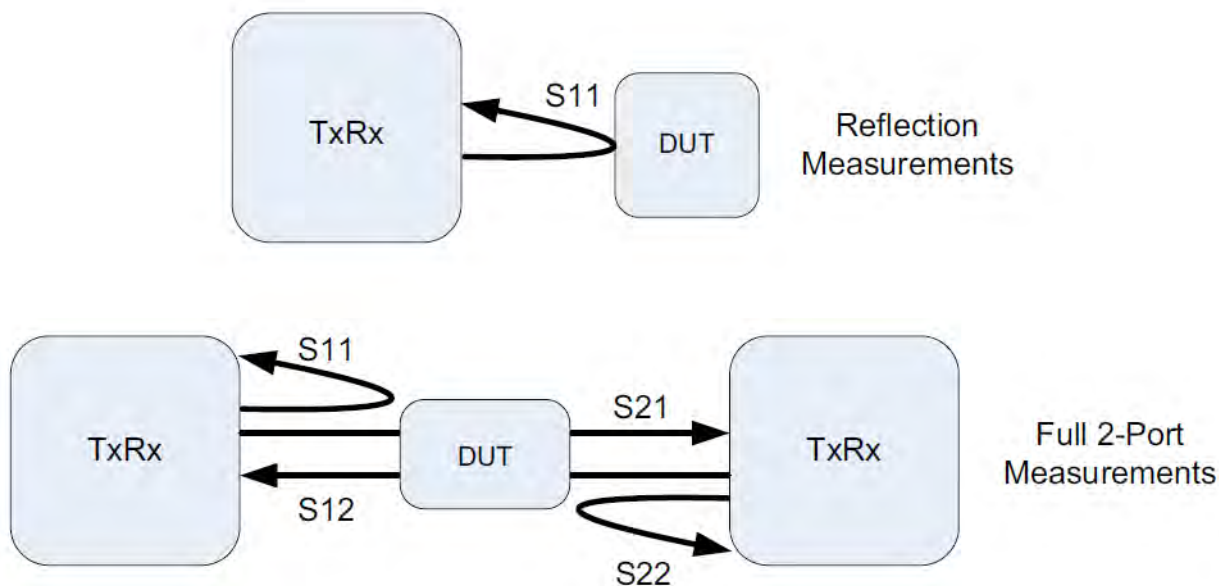 S11
TxRx
DUT
Reflection
Measurements
S11
S21
TxRx
DUT
TxRx
Full 2-Port
Measurements
S12
S22